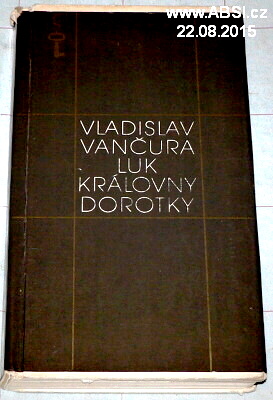 www.ABSI.cz
22.08.2015
VLADISLAV
VANČURA
LUK
KRÁLOVNY
DOROTKY